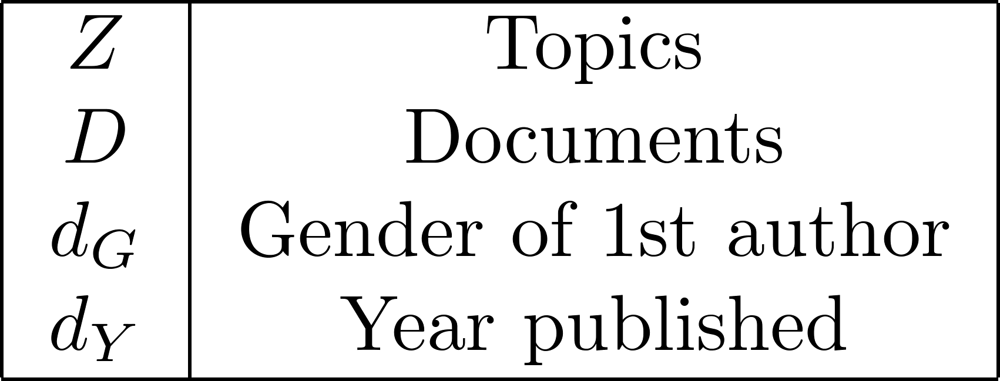 Z Topics
D Documents
d_G Gender of 1st author
d_Y Year published